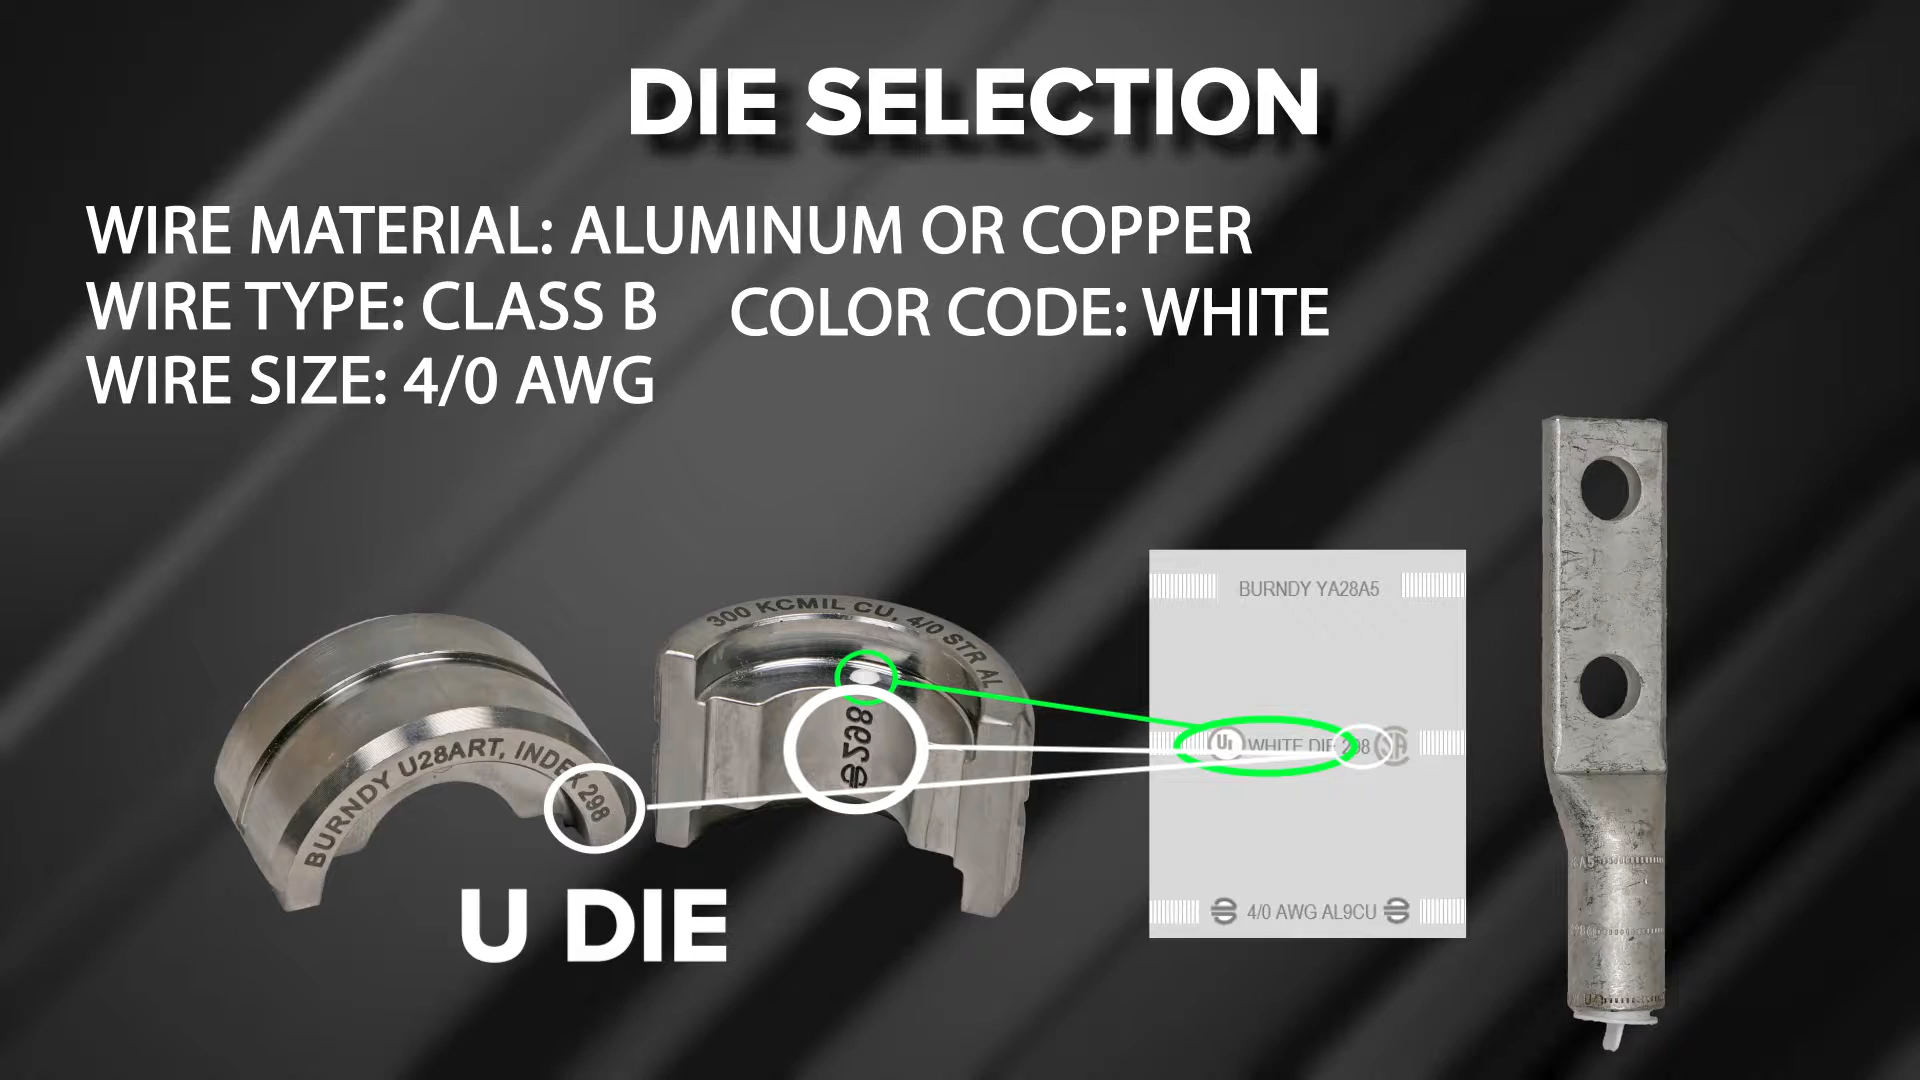 DIE SELECTION
WIRE MATERIAL: ALUMINUM OR COPPER
WIRE TYPE: CLASS B
COLOR CODE: WHITE
WIRE SIZE: 4/0 AWG
BURNDY YA28A5
300 KCMIL CU, 4/0 STR AL
298
UL WHITE DIE 298
BURNDY U28ART, INDEX 298
4/0 AWG AL9CU
U DIE